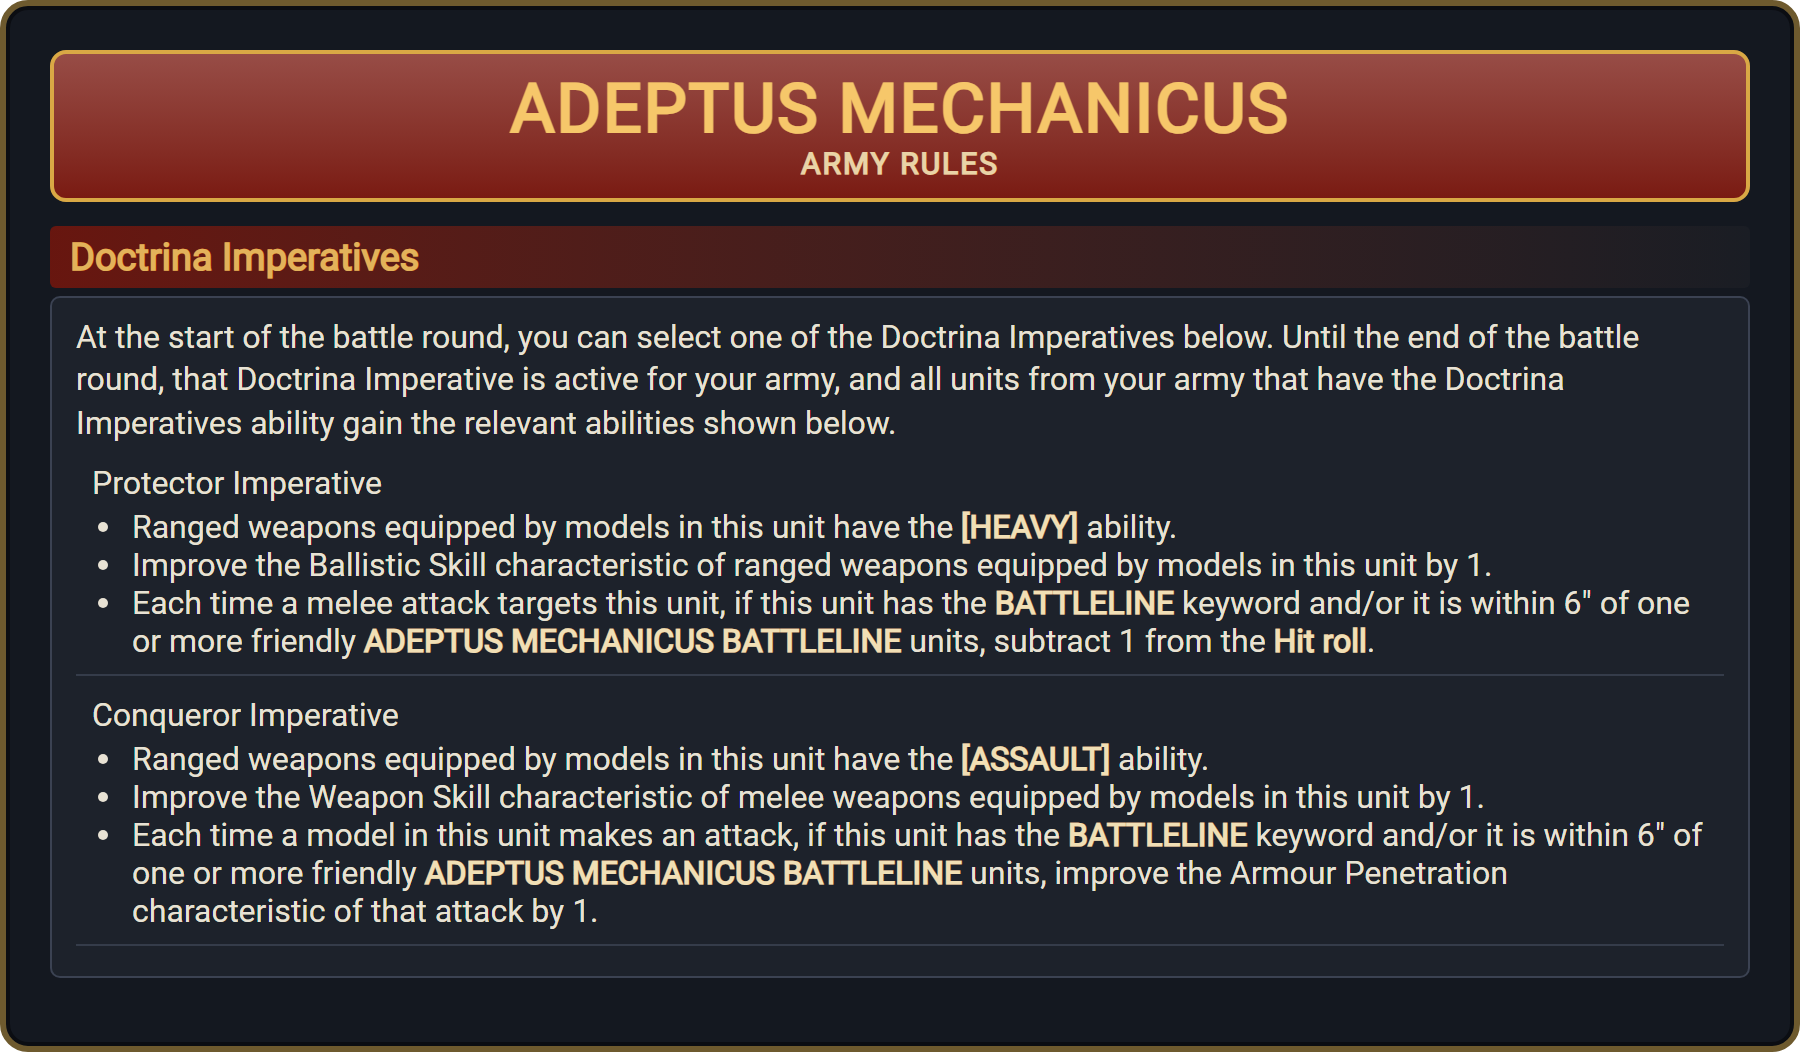 ADEPTUS MECHANICUS
ARMY RULES
Doctrina Imperatives
At the start of the battle round, you can select one of the Doctrina Imperatives below. Until the end of the battle
round, that Doctrina Imperative is active for your army, and all units from your army that have the Doctrina
Imperatives ability gain the relevant abilities shown below.
Protector Imperative
• Ranged weapons equipped by models in this unit have the [HEAVY] ability.
• Improve the Ballistic Skill characteristic of ranged weapons equipped by models in this unit by 1.
• Each time a melee attack targets this unit, if this unit has the BATTLELINE keyword and/or it is within 6" of one
or more friendly ADEPTUS MECHANICUS BATTLELINE units, subtract 1 from the Hit roll.
Conqueror Imperative
• Ranged weapons equipped by models in this unit have the [ASSAULT] ability.
• Improve the Weapon Skill characteristic of melee weapons equipped by models in this unit by 1.
• Each time a model in this unit makes an attack, if this unit has the BATTLELINE keyword and/or it is within 6" of
one or more friendly ADEPTUS MECHANICUS BATTLELINE units, improve the Armour Penetration
characteristic of that attack by 1.